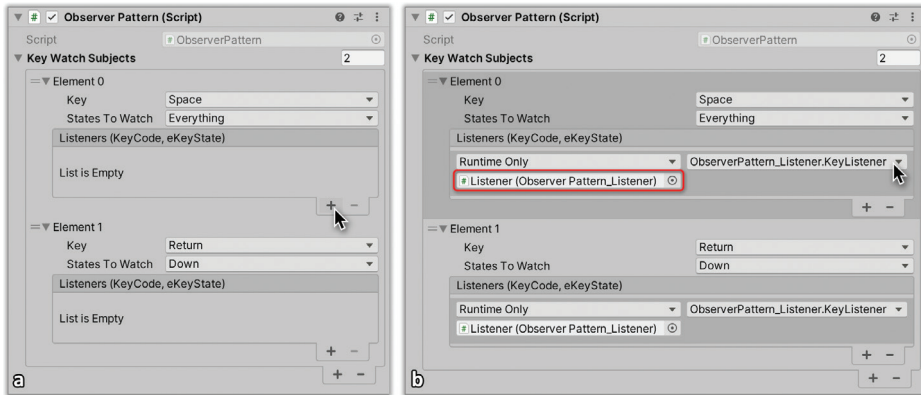 Observer Pattern (Script)
Script ObserverPattern
Key Watch Subjects 2
Element 0
Key Space
States To Watch Everything
Listeners (KeyCode, eKeyState)
List is Empty
Element 1
Key Return
States To Watch Down
Listeners (KeyCode, eKeyState)
List is Empty
a
Observer Pattern (Script)
Script ObserverPattern
Key Watch Subjects 2
Element 0
Key Space
States To Watch Everything
Listeners (KeyCode, eKeyState)
Runtime Only ObserverPattern_Listener.KeyListener
Listener (Observer Pattern_Listener)
Element 1
Key Return
States To Watch Down
Listeners (KeyCode, eKeyState)
Runtime Only ObserverPattern_Listener.KeyListener
Listener (Observer Pattern_Listener)
b